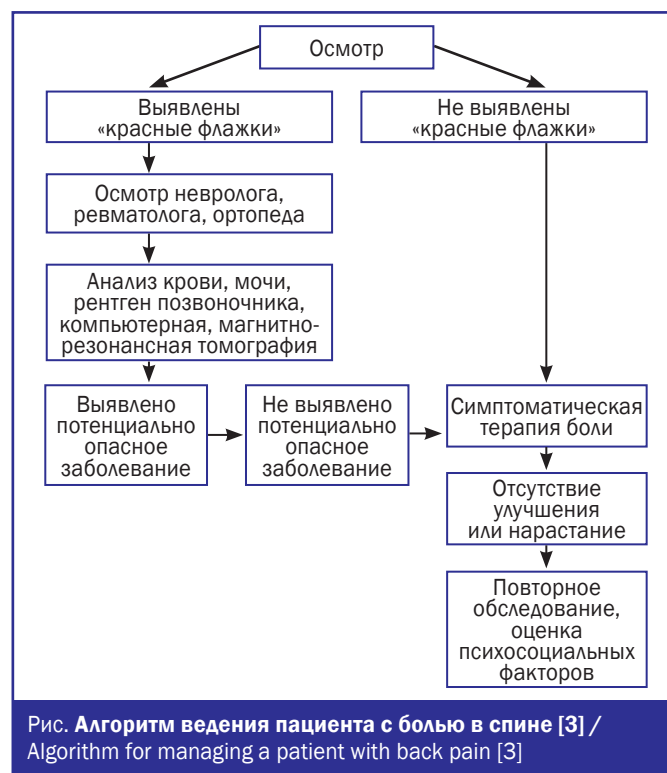 Осмотр
Выявлены
«красные флажки»
Не выявлены
«красные флажки»
Осмотр невролога,
ревматолога, ортопеда
Анализ крови, мочи,
рентген позвоночника,
компьютерная, магнитно-
резонансная томография
Выявлено
потенциально
опасное
заболевание
Не выявлено
потенциально
опасное
заболевание
Симптоматическая
терапия боли
Отсутствие
улучшения
или нарастание
Повторное
обследование,
оценка
психосоциальных
факторов
Рис. Алгоритм ведения пациента с болью в спине [3] /
Algorithm for managing a patient with back pain [3]